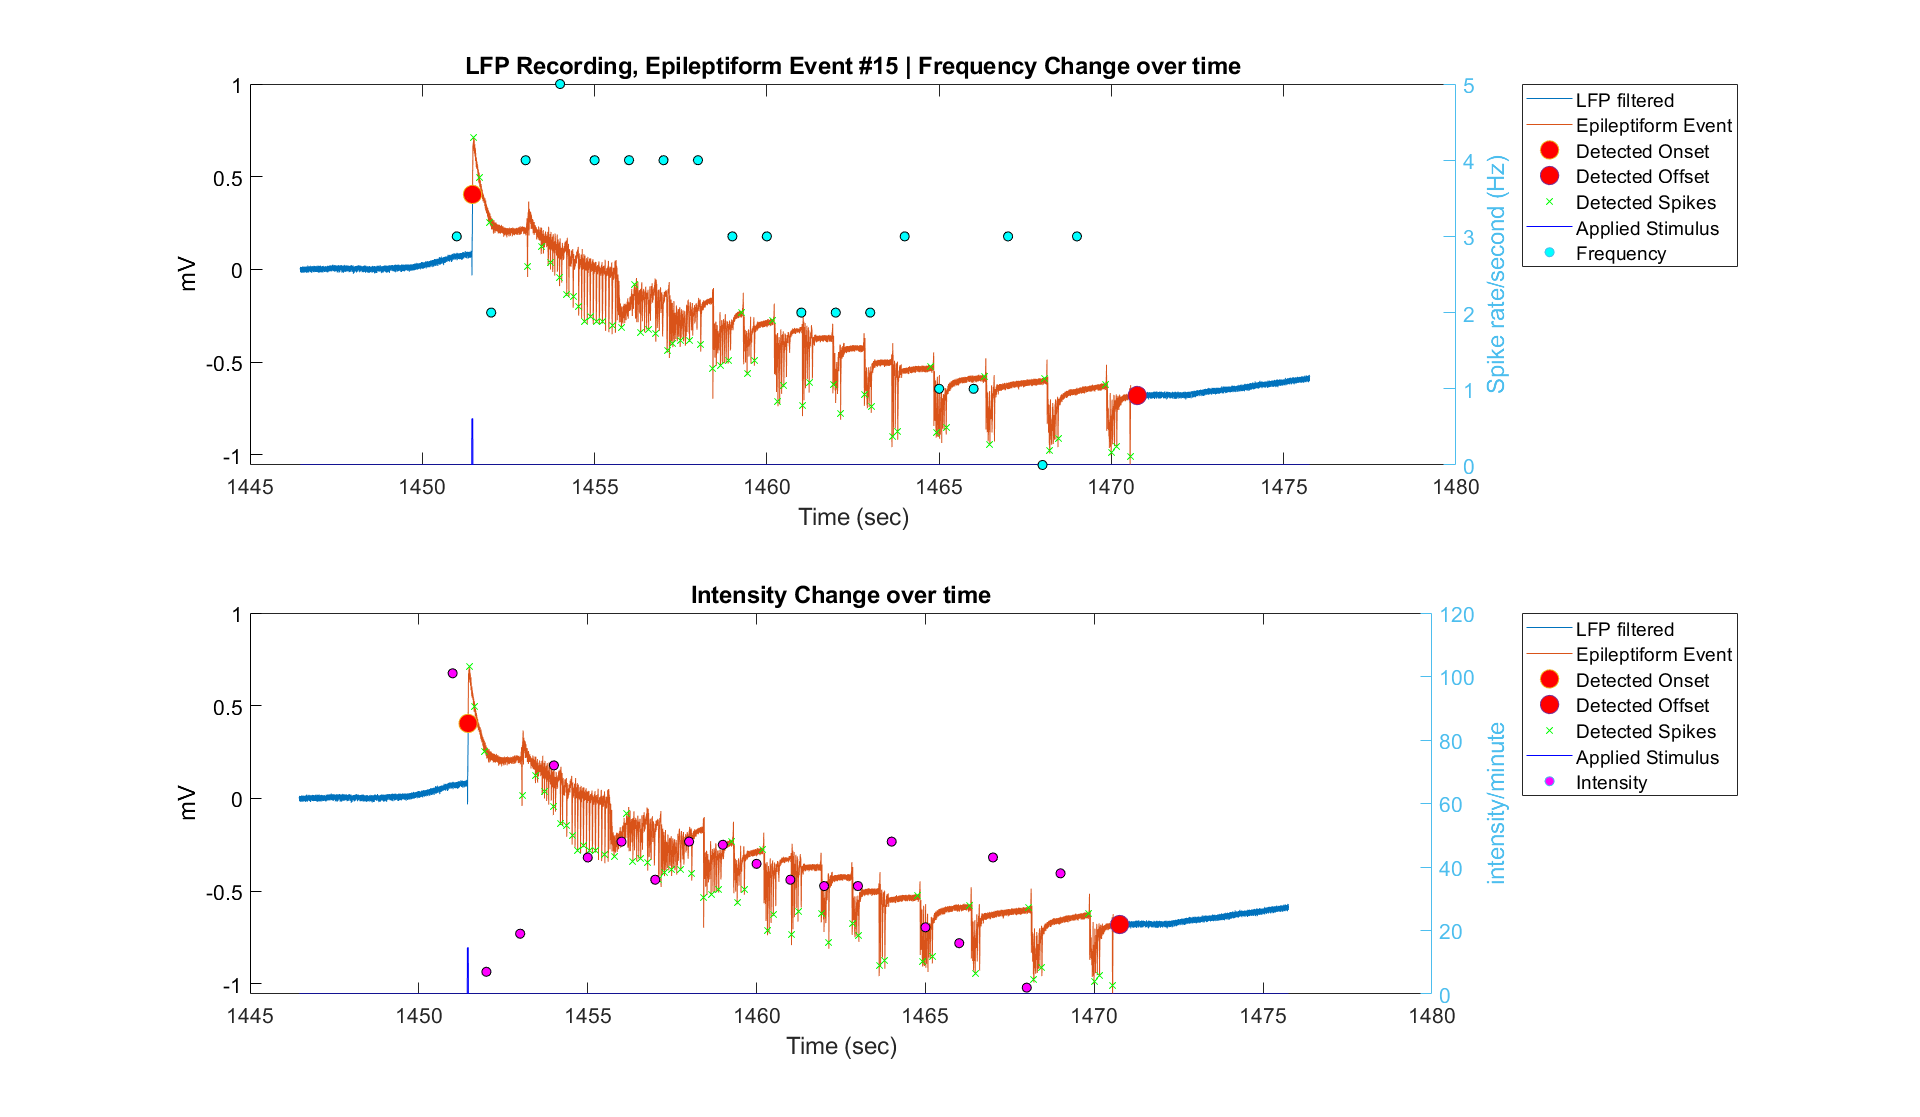 LFP Recording, Epileptiform Event #15 | Frequency Change over time
1
0.5
0
-0.5
-1
mV
5
4
3
2
1
0
Spike rate/second (Hz)
1445 1450 1455 1460 1465 1470 1475 1480
Time (sec)
LFP filtered
Epileptiform Event
Detected Onset
Detected Offset
Detected Spikes
Applied Stimulus
Frequency
Intensity Change over time
1
0.5
0
-0.5
-1
mV
120
100
80
60
40
20
0
intensity/minute
1445 1450 1455 1460 1465 1470 1475 1480
Time (sec)
LFP filtered
Epileptiform Event
Detected Onset
Detected Offset
Detected Spikes
Applied Stimulus
Intensity